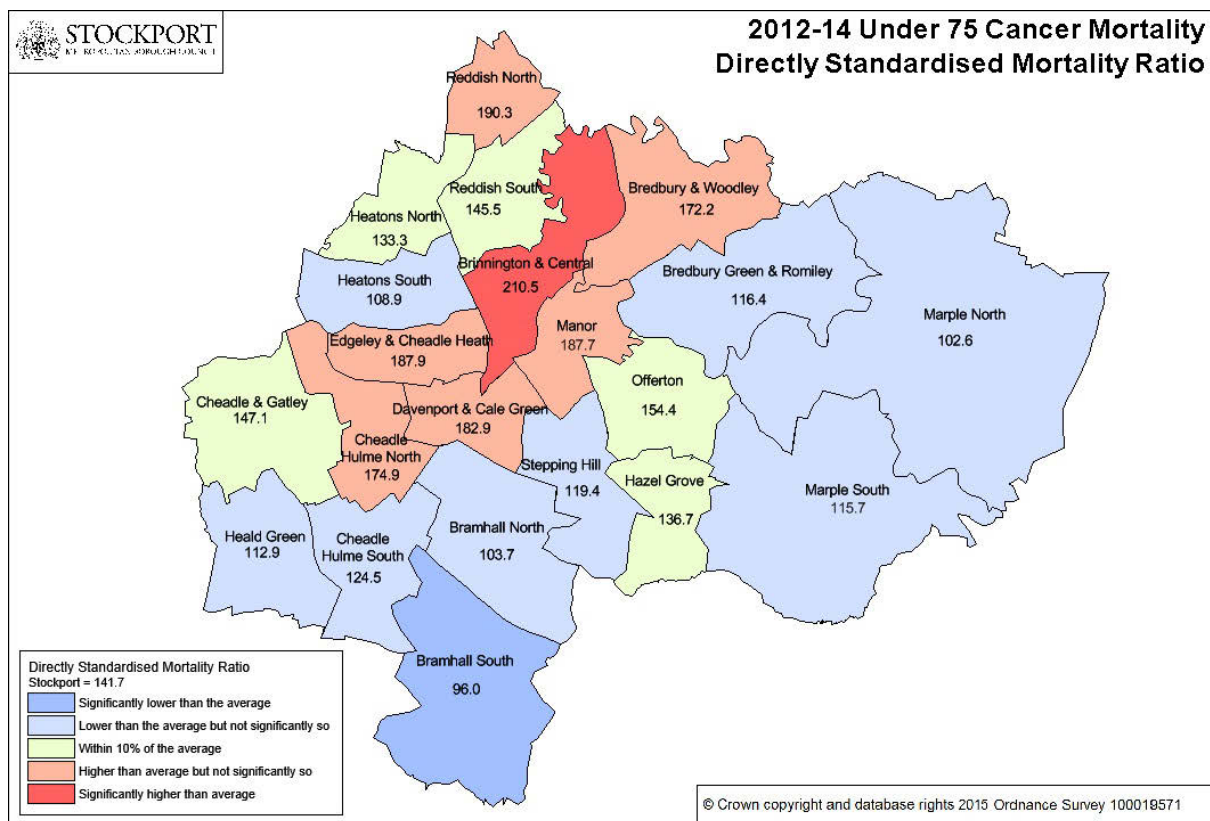 STOCKPORT
METROPOLITAN BOROUGH COUNCIL
2012-14 Under 75 Cancer Mortality
Directly Standardised Mortality Ratio
Reddish North
190.3
Reddish South
145.5
Bredbury & Woodley
172.2
Heatons North
133.3
Brinnington & Central
210.5
Heatons South
108.9
Bredbury Green & Romiley
116.4
Marple North
102.6
Manor
187.7
Edgeley & Cheadle Heath
187.9
Offerton
154.4
Cheadle & Gatley
147.1
Davenport & Cale Green
182.9
Cheadle
Hulme North
174.9
Stepping Hill
119.4
Hazel Grove
136.7
Marple South
115.7
Heald Green
112.9
Cheadle
Hulme South
124.5
Bramhall North
103.7
Bramhall South
96.0
Directly Standardised Mortality Ratio
Stockport = 141.7
Significantly lower than the average
Lower than the average but not significantly so
Within 10% of the average
Higher than average but not significantly so
Significantly higher than average
© Crown copyright and database rights 2015 Ordnance Survey 100019571